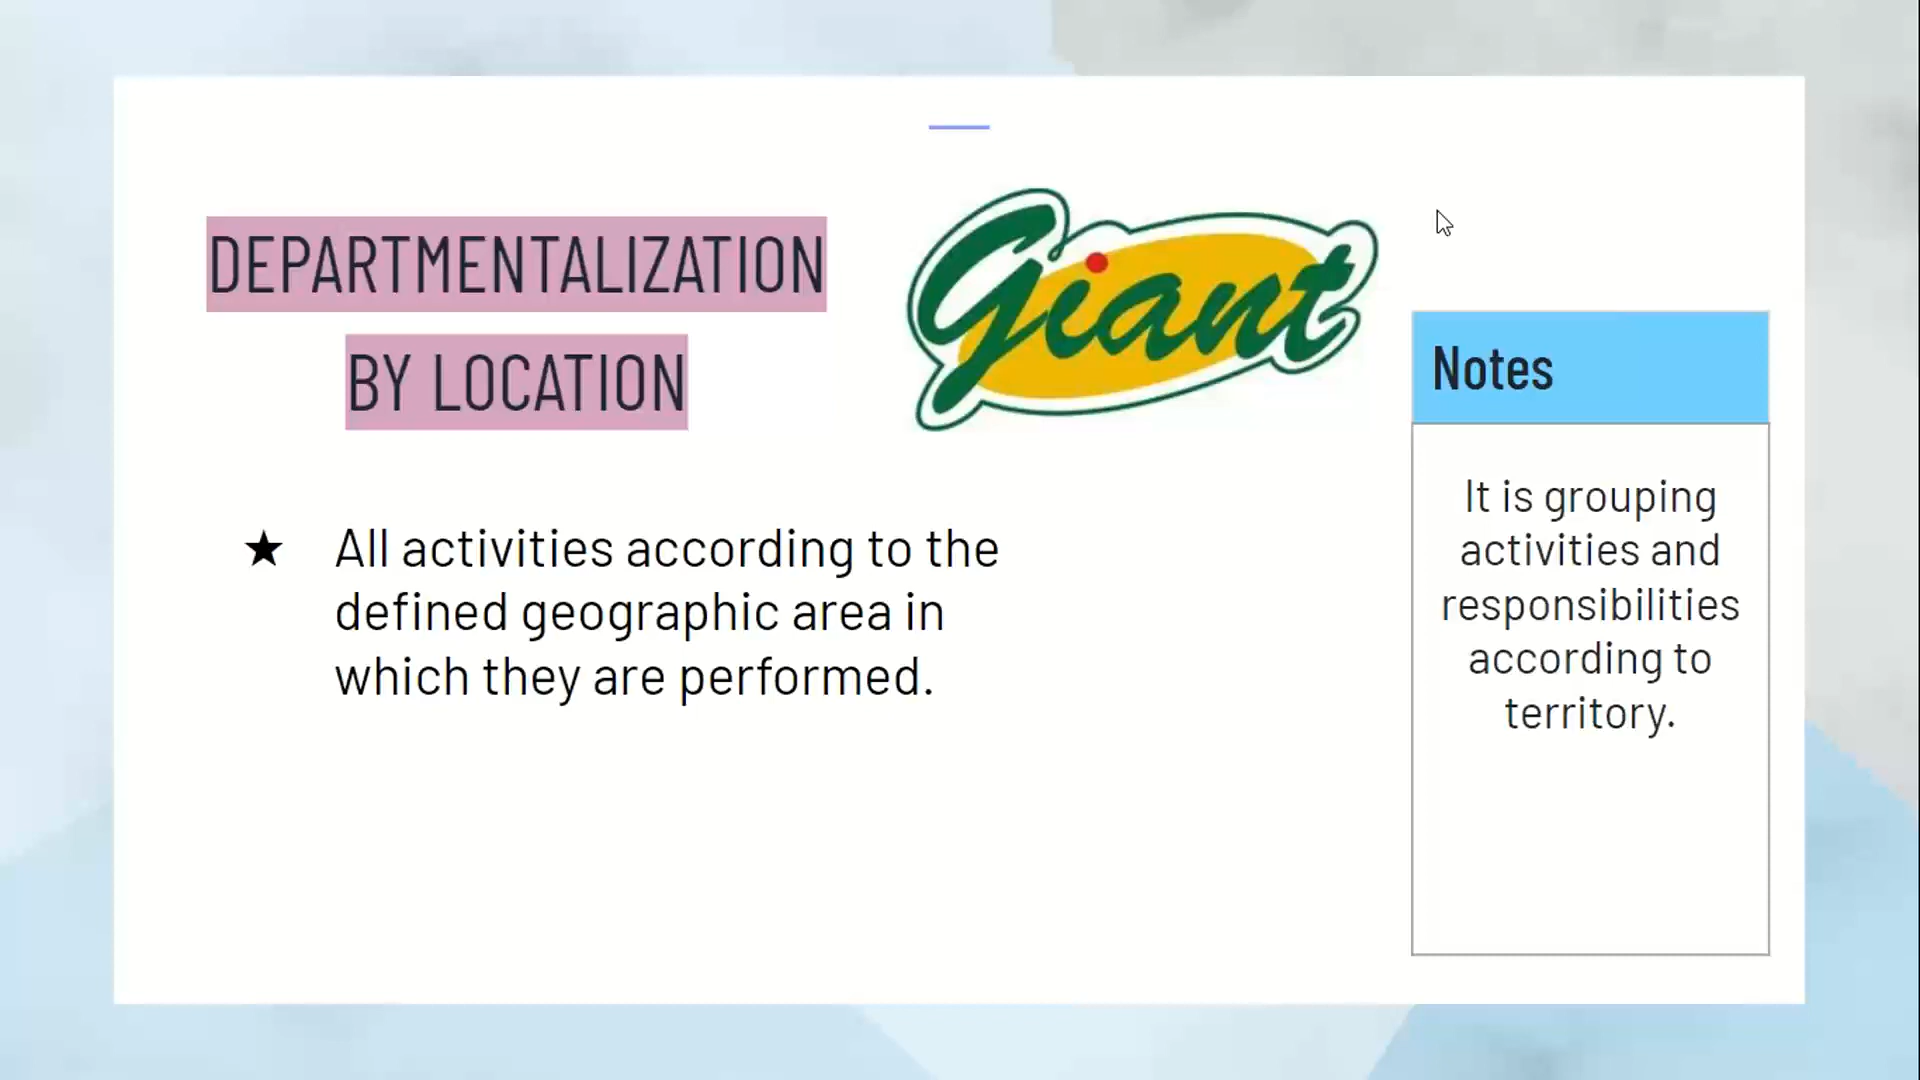 DEPARTMENTALIZATION
BY LOCATION
Giant
★ All activities according to the
defined geographic area in
which they are performed.
Notes
It is grouping
activities and
responsibilities
according to
territory.